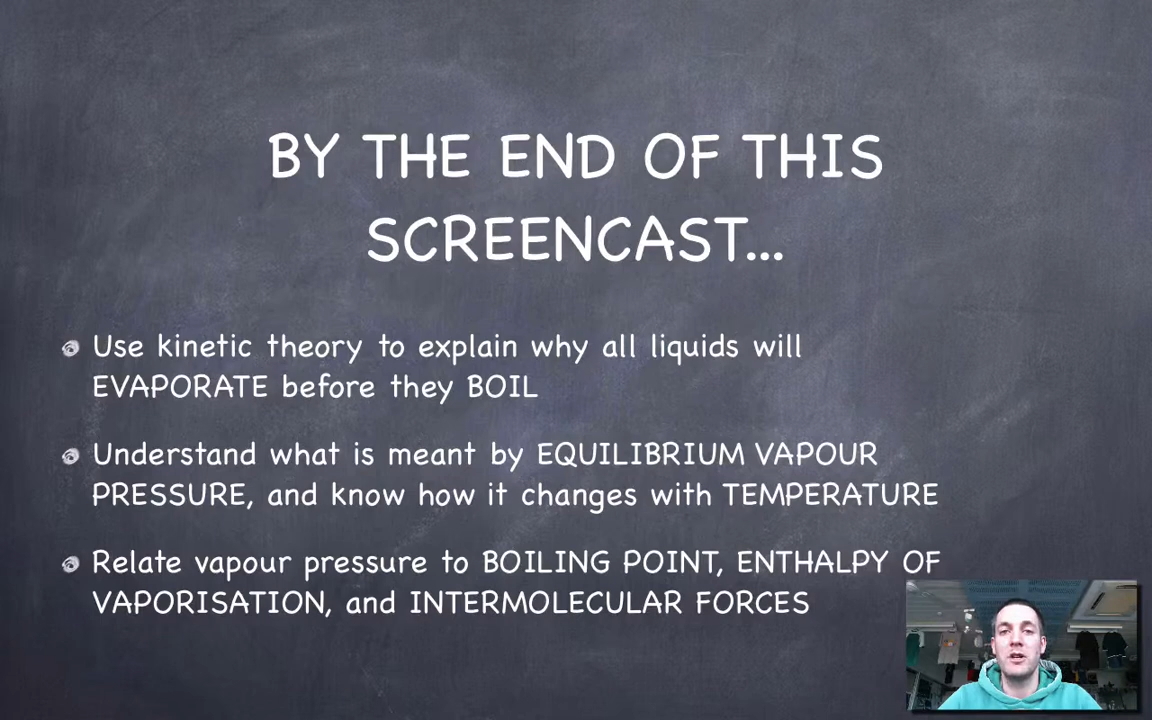 BY THE END OF THIS
SCREENCAST...
Use kinetic theory to explain why all liquids will
EVAPORATE before they BOIL
Understand what is meant by EQUILIBRIUM VAPOUR
PRESSURE, and know how it changes with TEMPERATURE
Relate vapour pressure to BOILING POINT, ENTHALPY OF
VAPORISATION, and INTERMOLECULAR FORCES